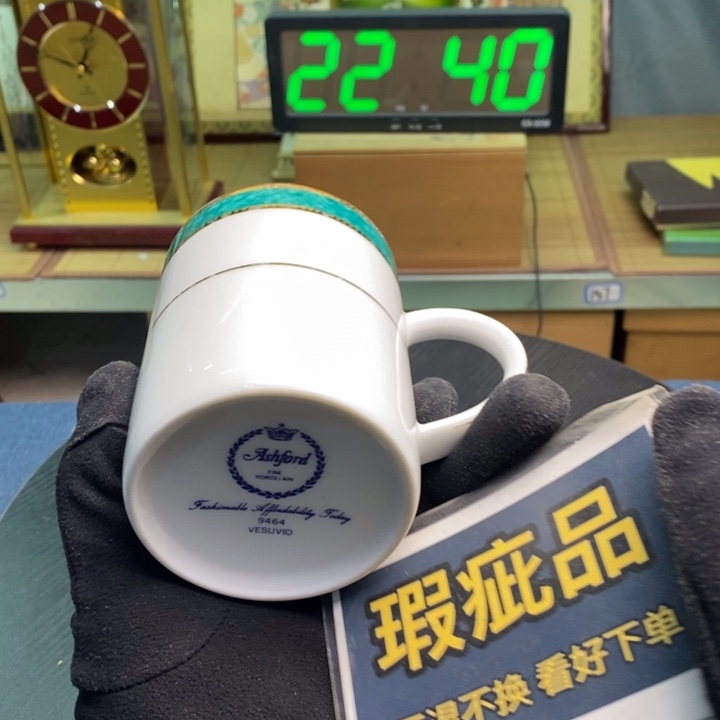 22 40
Ashford
FINE
PORCELAIN
Fashionable Affordability Today
9464
VESUVIO
瑕疵品
不换 看好下单